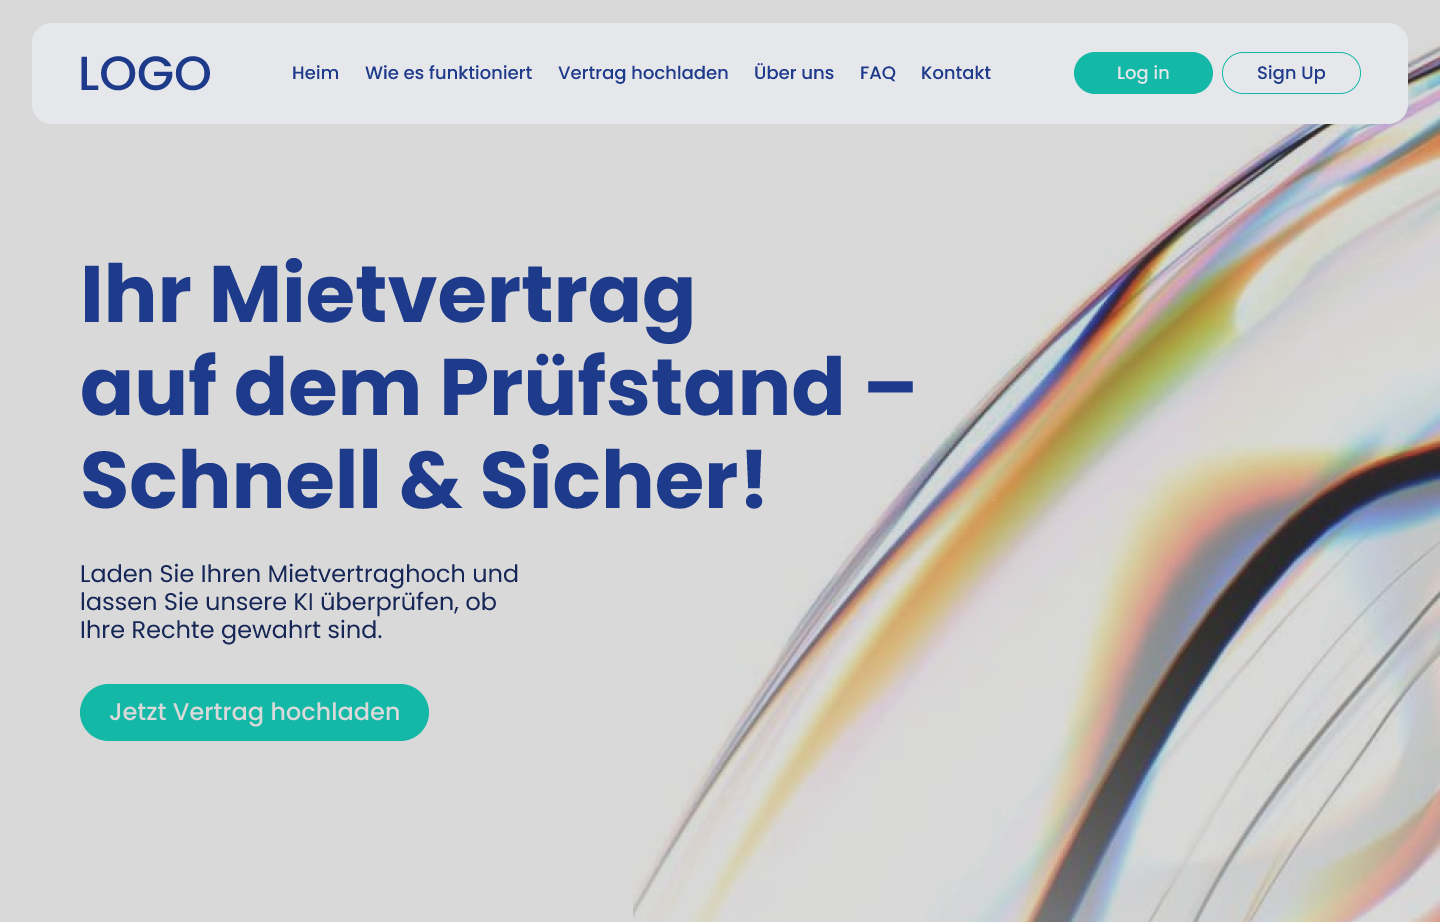 LOGO
Heim Wie es funktioniert Vertrag hochladen Über uns FAQ Kontakt Log in Sign Up
Ihr Mietvertrag
auf dem Prüfstand –
Schnell & Sicher!
Laden Sie Ihren Mietvertraghoch und
lassen Sie unsere KI überprüfen, ob
Ihre Rechte gewahrt sind.
Jetzt Vertrag hochladen